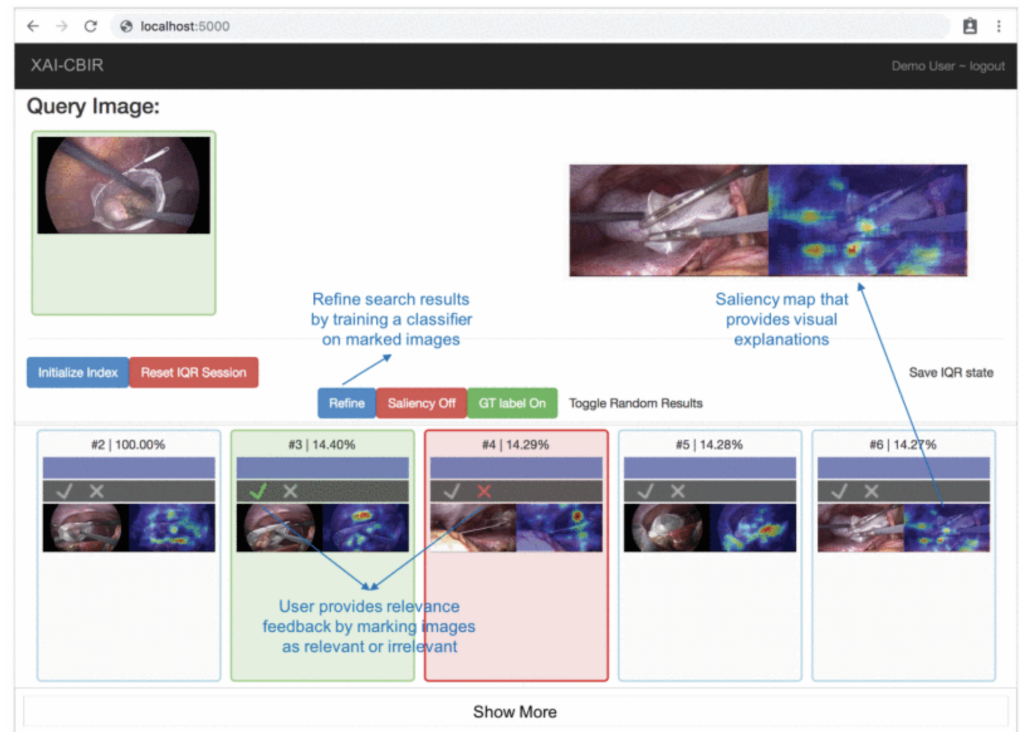 localhost:5000
XAI-CBIR
Demo User ~ logout
Query Image:
Refine search results
by training a classifier
on marked images
Saliency map that
provides visual
explanations
Initialize Index
Reset IQR Session
Save IQR state
Refine
Saliency Off
GT label On
Toggle Random Results
#2 | 100.00%
#3 | 14.40%
#4 | 14.29%
#5 | 14.28%
#6 | 14.27%
User provides relevance
feedback by marking images
as relevant or irrelevant
Show More